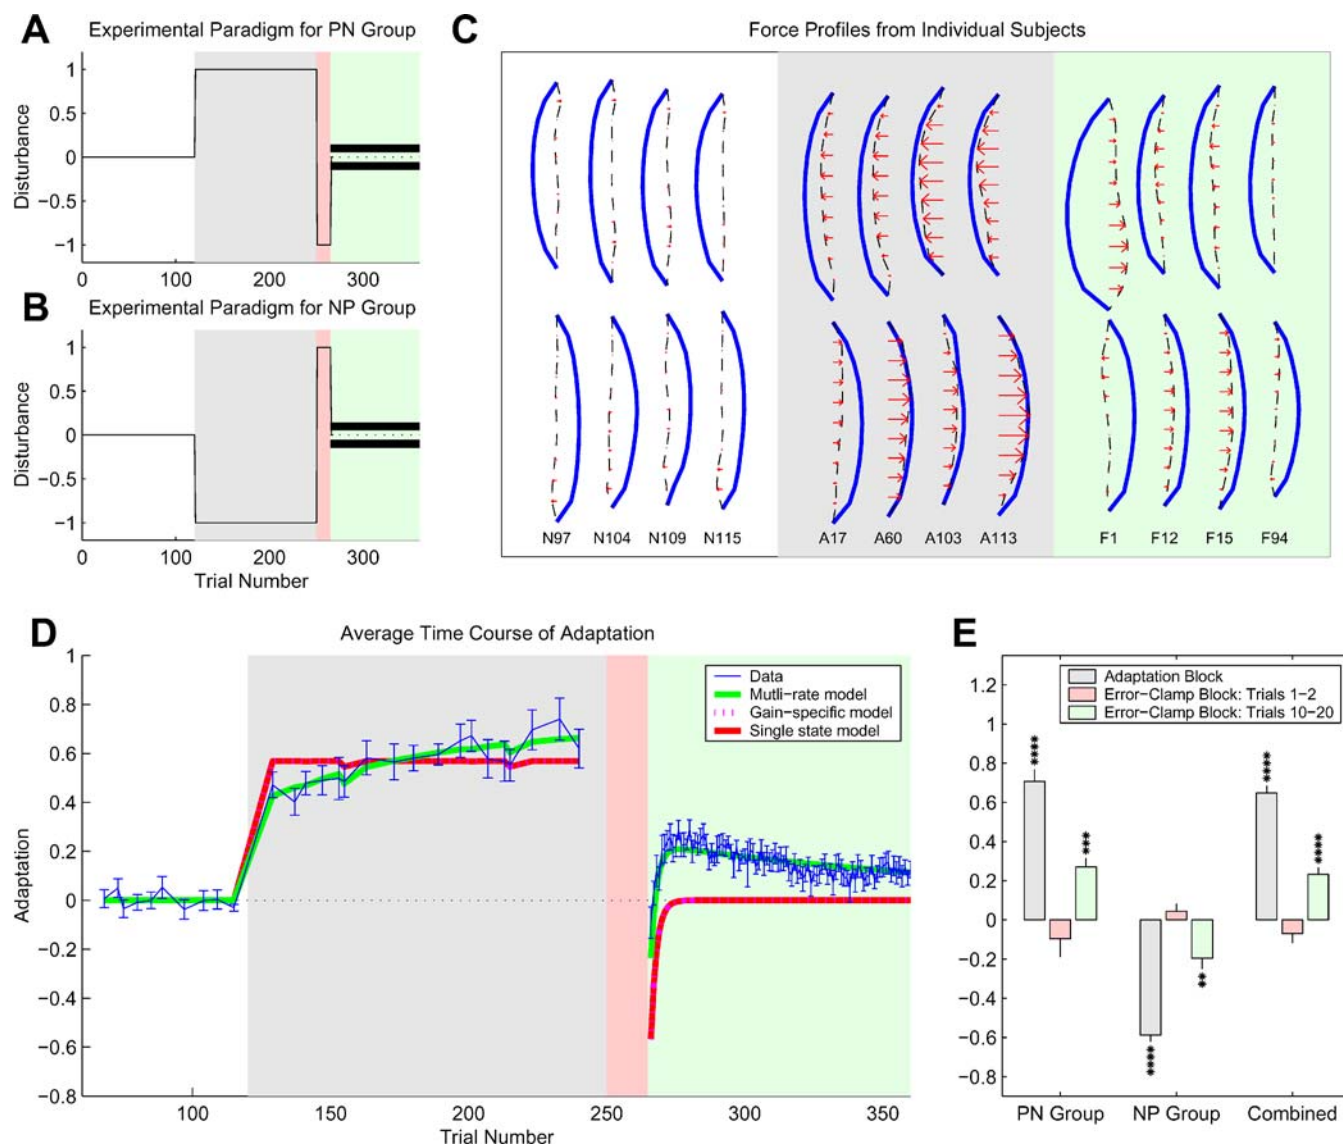 A
Experimental Paradigm for PN Group
Disturbance
1
0.5
0
−0.5
−1
0 100 200 300
B
Experimental Paradigm for NP Group
Disturbance
1
0.5
0
−0.5
−1
0 100 200 300
Trial Number
C
Force Profiles from Individual Subjects
N97 N104 N109 N115 A17 A60 A103 A113 F1 F12 F15 F94
D
Average Time Course of Adaptation
Adaptation
1
0.8
0.6
0.4
0.2
0
−0.2
−0.4
−0.6
−0.8
100 150 200 250 300 350
Trial Number
Data
Mutli−rate model
Gain−specific model
Single state model
E
1.2
1
0.8
0.6
0.4
0.2
0
−0.2
−0.4
−0.6
−0.8
Adaptation Block
Error−Clamp Block: Trials 1−2
Error−Clamp Block: Trials 10−20
****
***
****
**
****
****
PN Group NP Group Combined